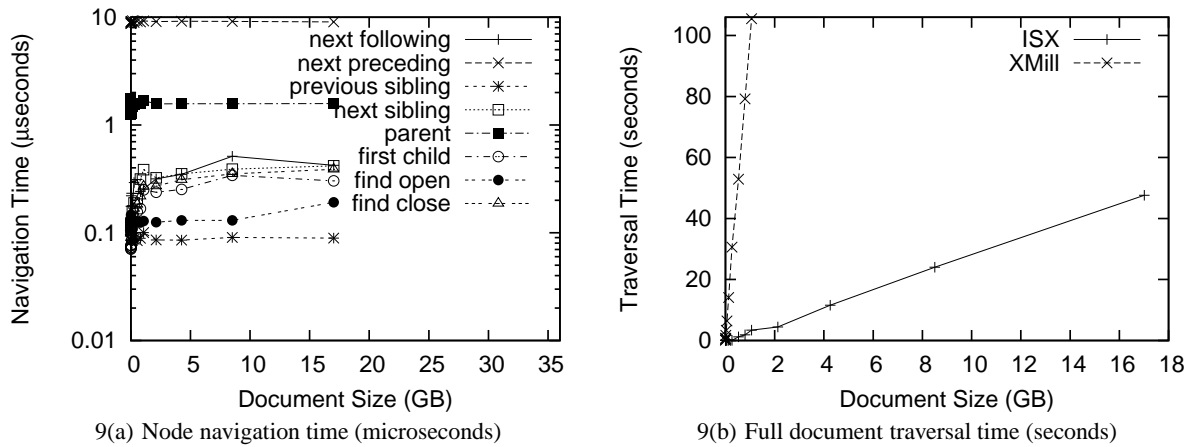 10
1
0.1
0.01
Navigation Time (μseconds)
0 5 10 15 20 25 30 35
Document Size (GB)
next following
next preceding
previous sibling
next sibling
parent
first child
find open
find close
9(a) Node navigation time (microseconds)
100
80
60
40
20
0
Traversal Time (seconds)
0 2 4 6 8 10 12 14 16 18
Document Size (GB)
ISX
XMill
9(b) Full document traversal time (seconds)